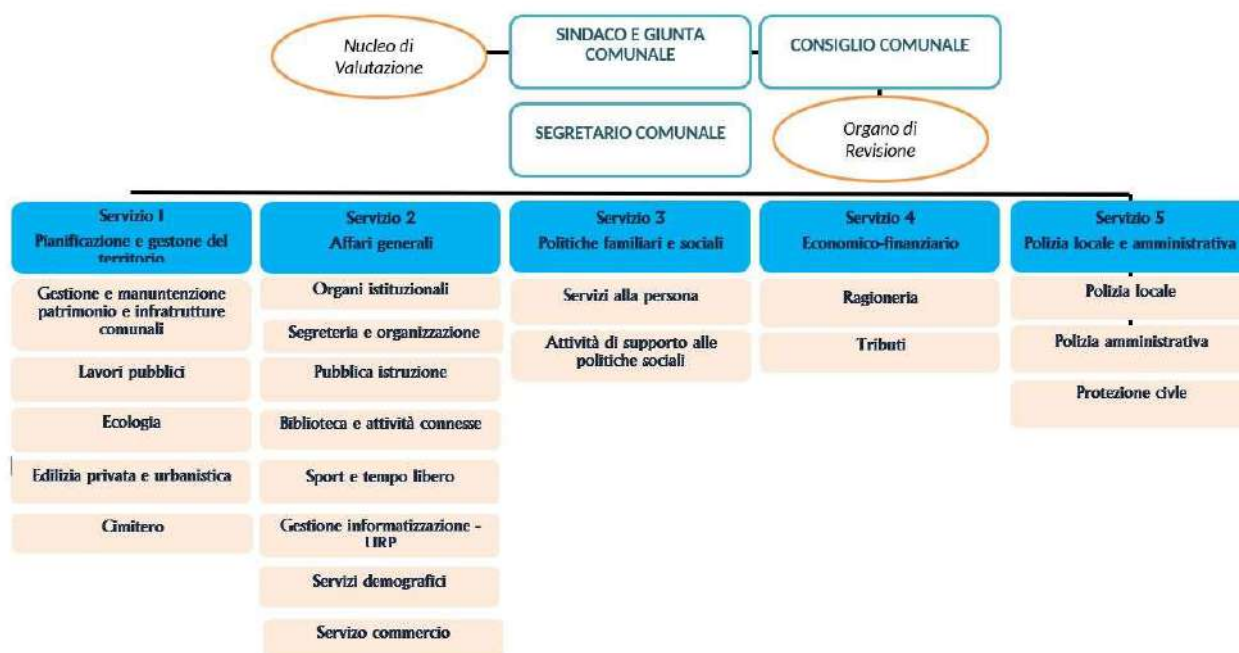 Nucleo di
Valutazione
SINDACO E GIUNTA
COMUNALE
CONSIGLIO COMUNALE
SEGRETARIO COMUNALE
Organo di
Revisione
Servizio 1
Pianificazione e gestone del
territorio
Gestione e manuntenzione
patrimonio e infratrutture
comunali
Lavori pubblici
Ecologia
Edilizia privata e urbanistica
Cimitero
Servizio 2
Affari generali
Organi istituzionali
Segreteria e organizzazione
Pubblica istruzione
Biblioteca e attività connesse
Sport e tempo libero
Gestione informatizzazione -
URP
Servizi demografici
Servizo commercio
Servizio 3
Politiche familiari e sociali
Servizi alla persona
Attività di supporto alle
politiche sociali
Servizio 4
Economico-finanziario
Ragioneria
Tributi
Servizio 5
Polizia locale e amministrativa
Polizia locale
Polizia amministrativa
Protezione civle